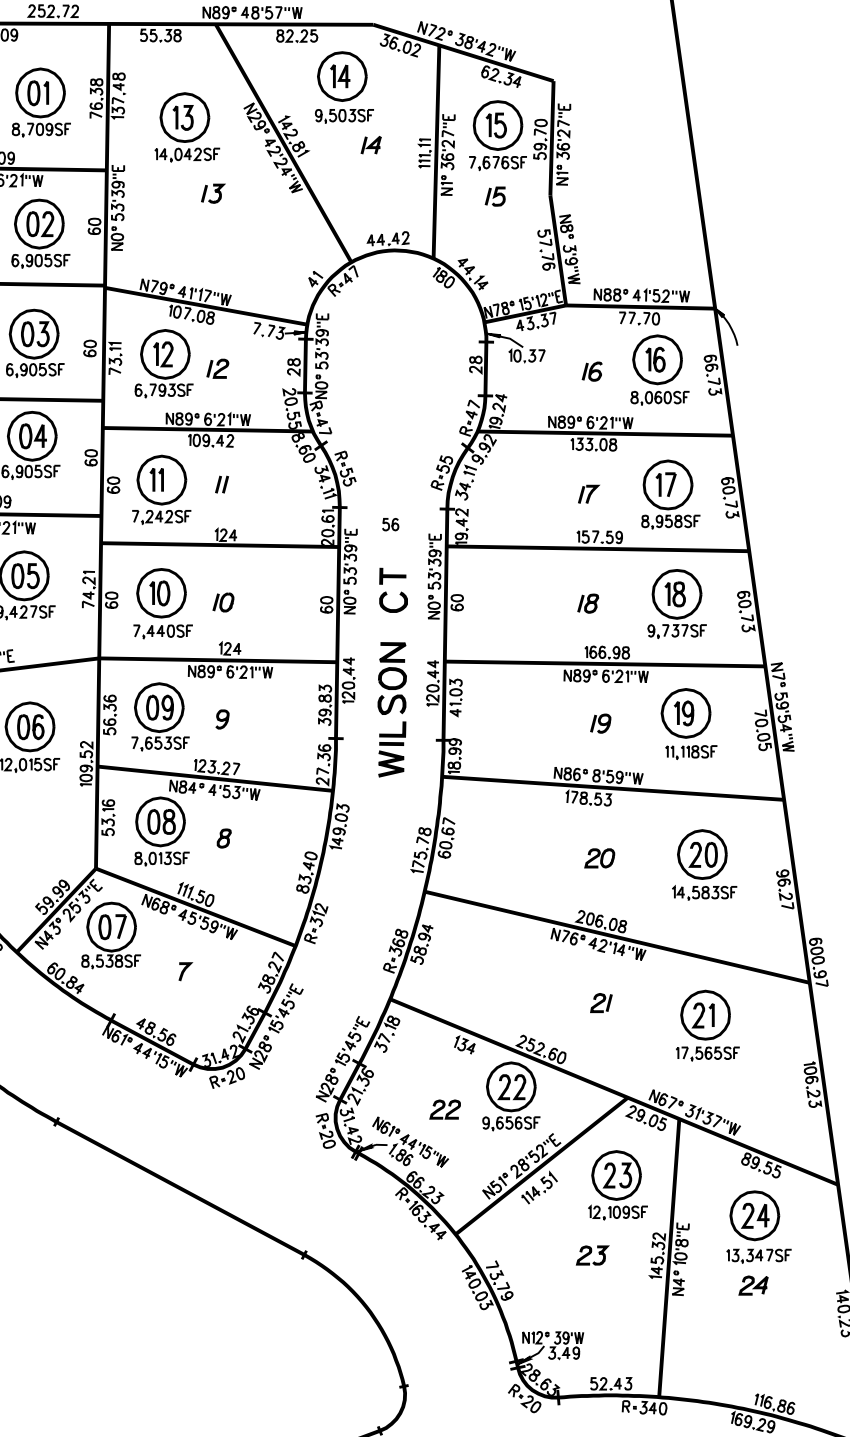 252.72
N89° 48'57"W
09
55.38
82.25
N72° 38'42"W
36.02
62.34
01
8,709SF
76.38
137.48
13
14,042SF
13
N29° 42'24"W
142.81
14
9,503SF
14
111.11
N1° 36'27"E
15
7,676SF
15
59.70
N1° 36'27"E
09
6'21"W
02
6,905SF
60
N0° 53'39"E
N8° 3'9"W
57.76
44.42
41
R=47
180
44.14
N79° 41'17"W
107.08
7.73
N78° 15'12"E
43.37
N88° 41'52"W
77.70
10.37
03
6,905SF
60
73.11
12
6,793SF
12
28
N0° 53'39"E
28
16
16
8,060SF
66.73
20.55
R=47
R=47
19.24
N89° 6'21"W
109.42
8.60
9.92
N89° 6'21"W
133.08
04
6,905SF
60
60
11
7,242SF
11
R=55
34.11
R=55
34.11
17
17
8,958SF
60.73
09
'21"W
124
20.61
56
19.42
157.59
05
9,427SF
74.21
60
10
7,440SF
10
60
N0° 53'39"E
WILSON CT
N0° 53'39"E
60
18
18
9,737SF
60.73
"E
124
N89° 6'21"W
120.44
120.44
166.98
N89° 6'21"W
06
12,015SF
56.36
109.52
09
7,653SF
9
39.83
41.03
19
19
11,118SF
70.05
N7° 59'54"W
123.27
N84° 4'53"W
27.36
18.99
N86° 8'59"W
178.53
53.16
08
8,013SF
8
149.03
83.40
175.78
60.67
20
20
14,583SF
96.27
59.99
N43° 25'3"E
111.50
N68° 45'59"W
R=312
206.08
N76° 42'14"W
600.97
07
8,538SF
7
60.84
38.27
R=368
58.94
21
21
17,565SF
48.56
N61° 44'15"W
31.42
R=20
21.36
N28° 15'45"E
N28° 15'45"E
37.18
21.36
134
252.60
106.23
22
22
9,656SF
N67° 31'37"W
29.05
89.55
R=20
31.42
N61° 44'15"W
1.86
66.23
R=163.44
N51° 28'52"E
114.51
23
12,109SF
23
24
13,347SF
24
145.32
N4° 10'8"E
73.79
140.03
N12° 39'W
3.49
28.63
R=20
52.43
R=340
116.86
169.29